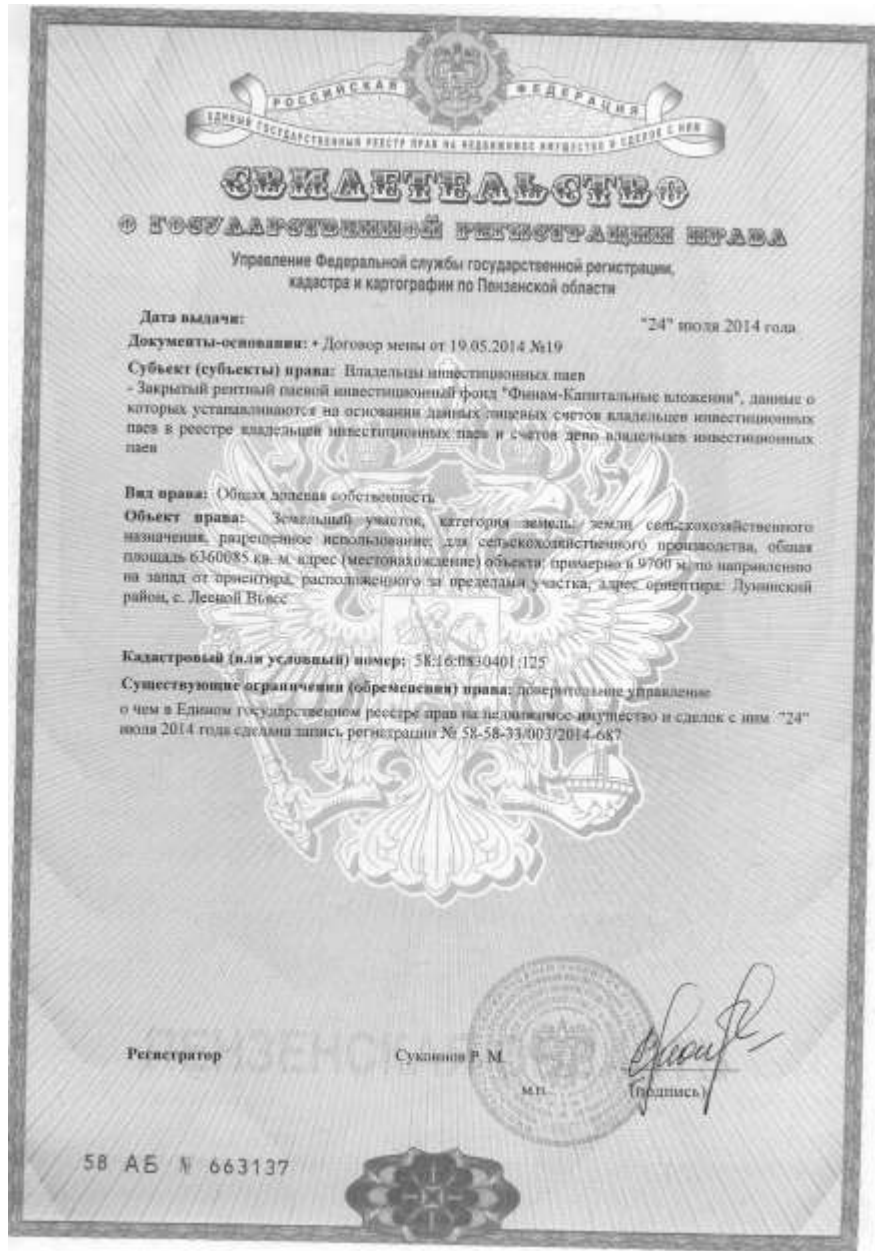 РОССИЙСКАЯ ФЕДЕРАЦИЯ
ЕДИНЫЙ ГОСУДАРСТВЕННЫЙ РЕЕСТР ПРАВ НА НЕДВИЖИМОЕ ИМУЩЕСТВО И СДЕЛОК С НИМ
СВИДЕТЕЛЬСТВО
О ГОСУДАРСТВЕННОЙ РЕГИСТРАЦИИ ПРАВА
Управление Федеральной службы государственной регистрации,
кадастра и картографии по Пензенской области
Дата выдачи: "24" июля 2014 года
Документы-основания: • Договор мены от 19.05.2014 №19
Субъект (субъекты) права: Владельцы инвестиционных паев
- Закрытый рентный паевой инвестиционный фонд "Финам-Капитальные вложения", данные о
которых устанавливаются на основании данных лицевых счетов владельцев инвестиционных
паев в реестре владельцев инвестиционных паев и счетов депо владельцев инвестиционных
паев
Вид права: Общая долевая собственность
Объект права: Земельный участок, категория земель: земли сельскохозяйственного
назначения, разрешенное использование: для сельскохозяйственного производства, общая
площадь 6360085 кв. м, адрес (местонахождение) объекта: примерно в 9700 м, по направлению
на запад от ориентира, расположенного за пределами участка, адрес ориентира: Лунинский
район, с. Лесной Вьясс
Кадастровый (или условный) номер: 58:16:0830401:125
Существующие ограничения (обременения) права: доверительное управление
о чем в Едином государственном реестре прав на недвижимое имущество и сделок с ним "24"
июля 2014 года сделана запись регистрации № 58-58-33/003/2014-687
ПЕНЗЕНСКАЯ
Регистратор Суконнов Р. М.
м.п. (подпись)
58 АБ № 663137